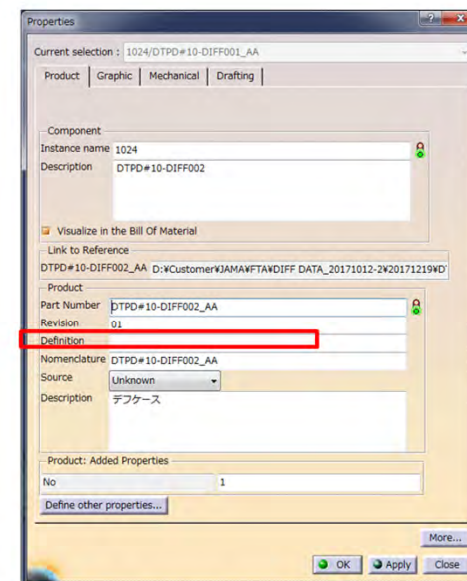 Properties
Current selection : 1024/DTPD#10-DIFF001_AA
Product Graphic Mechanical Drafting
Component
Instance name 1024
Description DTPD#10-DIFF002
Visualize in the Bill Of Material
Link to Reference
DTPD#10-DIFF002_AA D:¥Customer¥JAMA¥FTA¥DIFF DATA_20171012-2¥20171219¥D
Product
Part Number DTPD#10-DIFF002_AA
Revision 01
Definition
Nomenclature DTPD#10-DIFF002_AA
Source Unknown
Description デフケース
Product: Added Properties
No 1
Define other properties...
More...
OK Apply Close